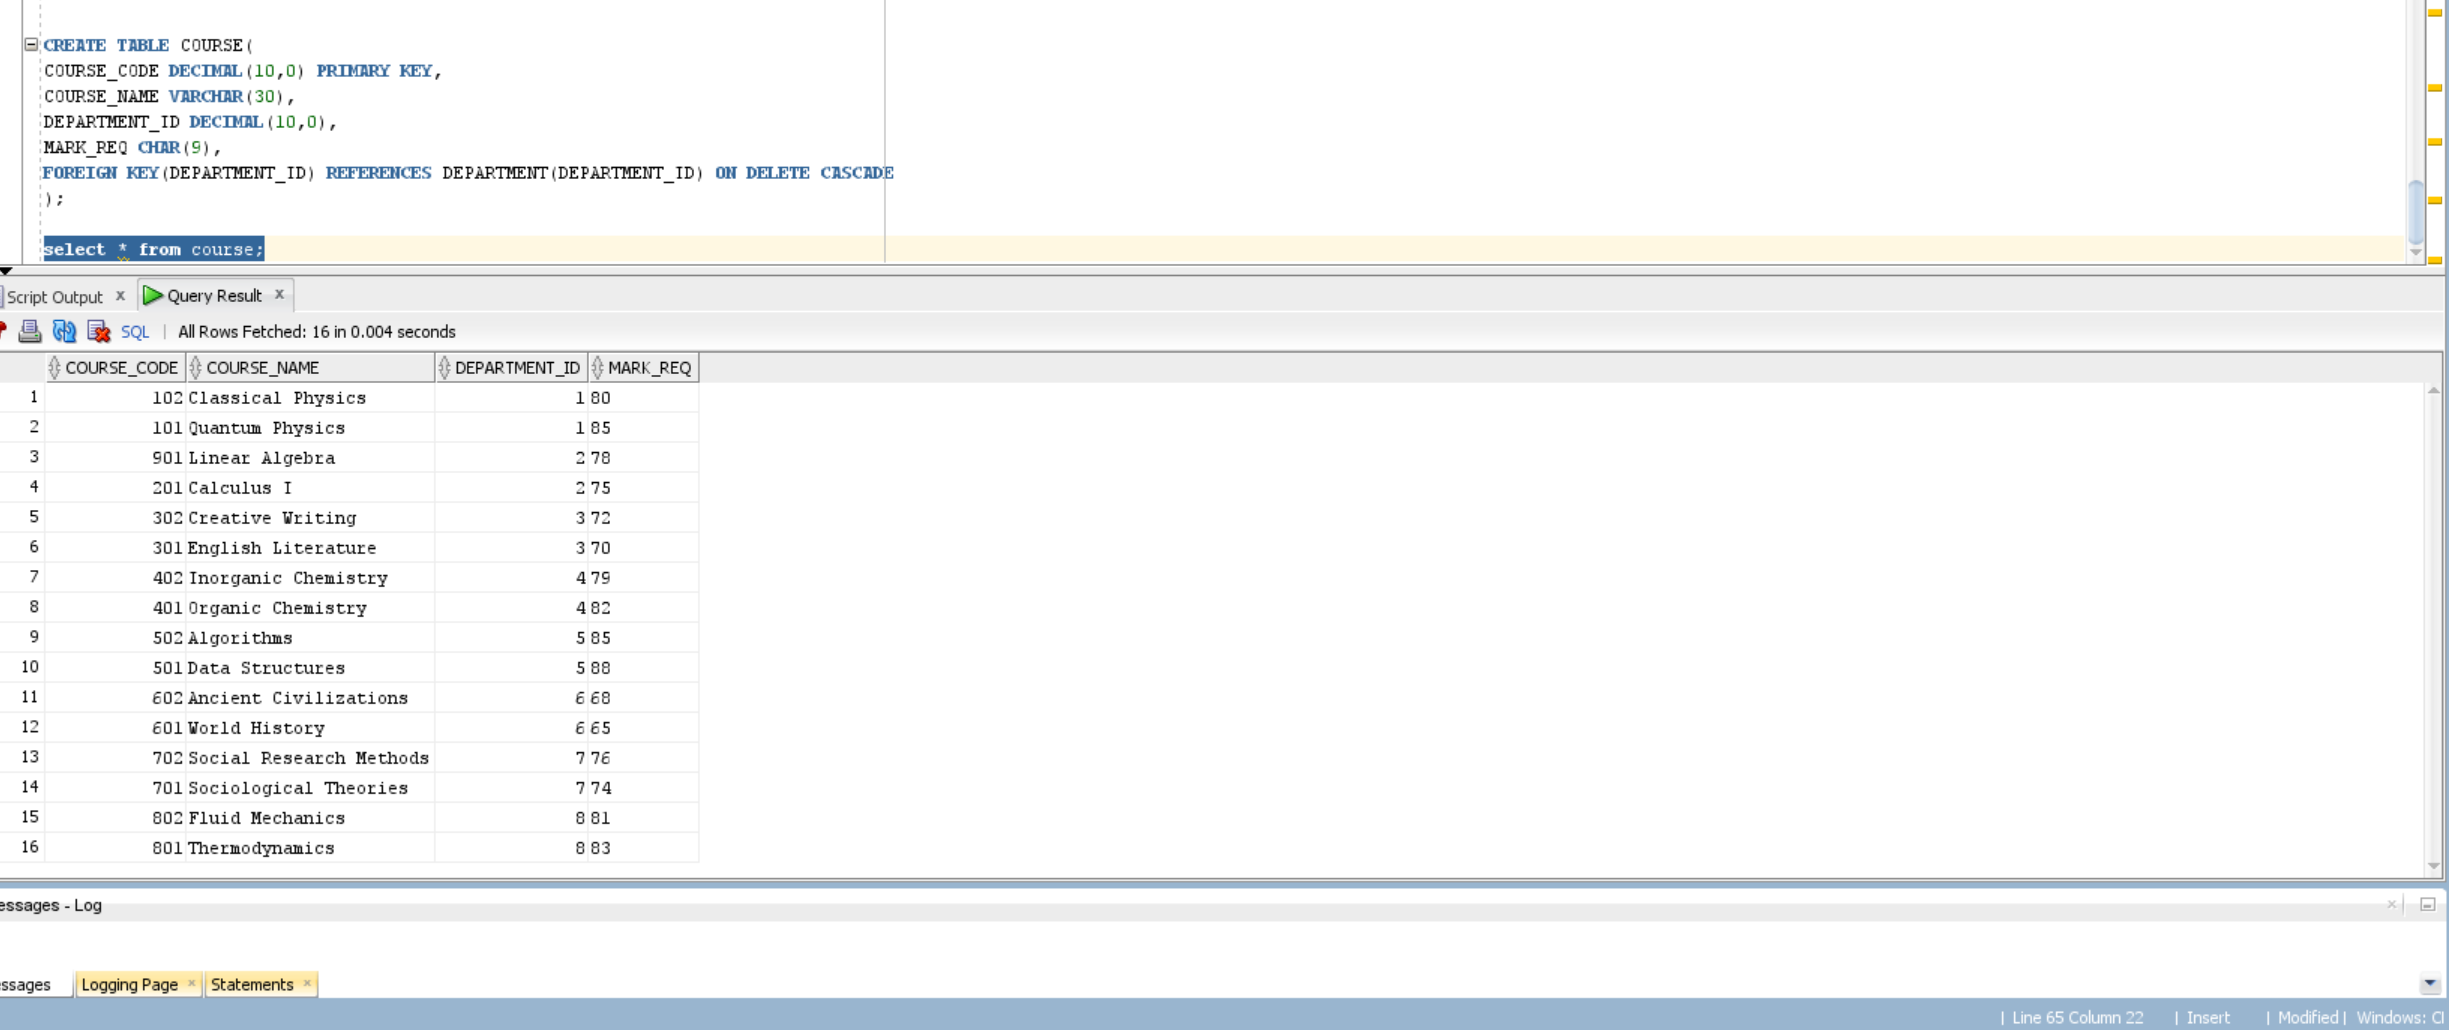 CREATE TABLE COURSE(
COURSE_CODE DECIMAL(10,0) PRIMARY KEY,
COURSE_NAME VARCHAR(30),
DEPARTMENT_ID DECIMAL(10,0),
MARK_REQ CHAR(9),
FOREIGN KEY(DEPARTMENT_ID) REFERENCES DEPARTMENT(DEPARTMENT_ID) ON DELETE CASCADE
);
select * from course;
Script Output x Query Result x
SQL | All Rows Fetched: 16 in 0.004 seconds
COURSE_CODE COURSE_NAME DEPARTMENT_ID MARK_REQ
1 102 Classical Physics 1 80
2 101 Quantum Physics 1 85
3 901 Linear Algebra 2 78
4 201 Calculus I 2 75
5 302 Creative Writing 3 72
6 301 English Literature 3 70
7 402 Inorganic Chemistry 4 79
8 401 Organic Chemistry 4 82
9 502 Algorithms 5 85
10 501 Data Structures 5 88
11 602 Ancient Civilizations 6 68
12 601 World History 6 65
13 702 Social Research Methods 7 76
14 701 Sociological Theories 7 74
15 802 Fluid Mechanics 8 81
16 801 Thermodynamics 8 83
essages - Log
ssages Logging Page x Statements x
| Line 65 Column 22 | Insert | Modified | Windows: Cl